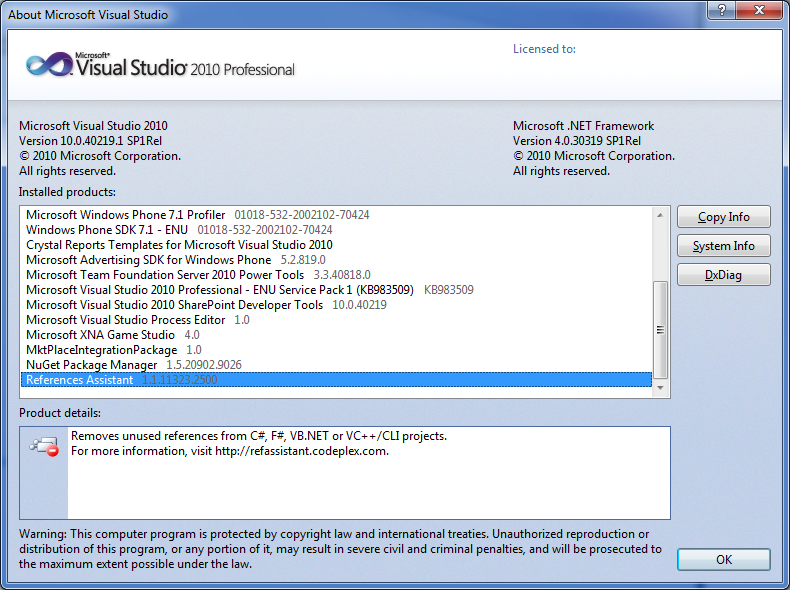 About Microsoft Visual Studio
?
Microsoft®
Visual Studio® 2010 Professional
Licensed to:
Microsoft Visual Studio 2010
Version 10.0.40219.1 SP1Rel
© 2010 Microsoft Corporation.
All rights reserved.
Microsoft .NET Framework
Version 4.0.30319 SP1Rel
© 2010 Microsoft Corporation.
All rights reserved.
Installed products:
Microsoft Windows Phone 7.1 Profiler 01018-532-2002102-70424
Windows Phone SDK 7.1 - ENU 01018-532-2002102-70424
Crystal Reports Templates for Microsoft Visual Studio 2010
Microsoft Advertising SDK for Windows Phone 5.2.819.0
Microsoft Team Foundation Server 2010 Power Tools 3.3.40818.0
Microsoft Visual Studio 2010 Professional - ENU Service Pack 1 (KB983509) KB983509
Microsoft Visual Studio 2010 SharePoint Developer Tools 10.0.40219
Microsoft Visual Studio Process Editor 1.0
Microsoft XNA Game Studio 4.0
MktPlaceIntegrationPackage 1.0
NuGet Package Manager 1.5.20902.9026
References Assistant 1.1.11323.2500
Copy Info
System Info
DxDiag
Product details:
Removes unused references from C#, F#, VB.NET or VC++/CLI projects.
For more information, visit http://refassistant.codeplex.com.
Warning: This computer program is protected by copyright law and international treaties. Unauthorized reproduction or
distribution of this program, or any portion of it, may result in severe civil and criminal penalties, and will be prosecuted to
the maximum extent possible under the law.
OK